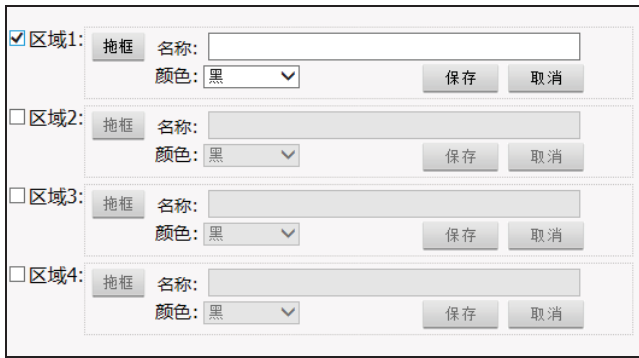 区域1: 拖框 名称:
颜色: 黑 保存 取消
区域2: 拖框 名称:
颜色: 黑 保存 取消
区域3: 拖框 名称:
颜色: 黑 保存 取消
区域4: 拖框 名称:
颜色: 黑 保存 取消